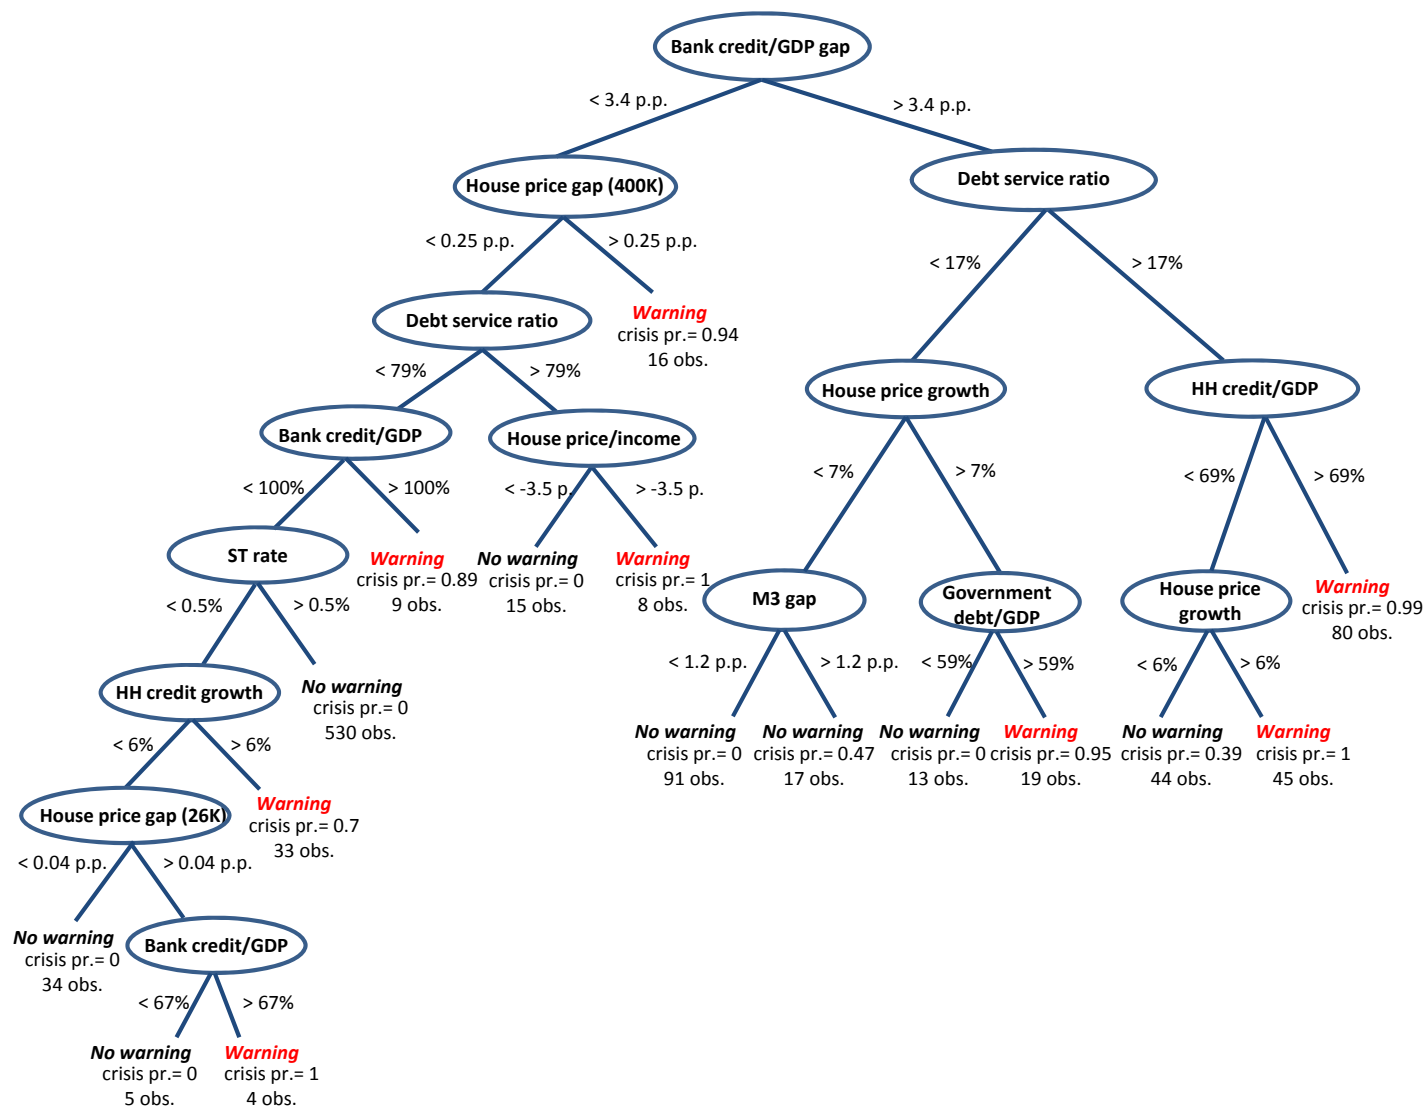 Bank credit/GDP gap
< 3.4 p.p.
> 3.4 p.p.
House price gap (400K)
Debt service ratio
< 0.25 p.p.
> 0.25 p.p.
< 17%
> 17%
Debt service ratio
Warning
crisis pr.= 0.94
16 obs.
< 79%
> 79%
House price growth
HH credit/GDP
Bank credit/GDP
House price/income
< 100%
> 100%
< -3.5 p.
> -3.5 p.
< 7%
> 7%
< 69%
> 69%
ST rate
Warning
crisis pr.= 0.89
9 obs.
No warning
crisis pr.= 0
15 obs.
Warning
crisis pr.= 1
8 obs.
M3 gap
Government
debt/GDP
House price
growth
Warning
crisis pr.= 0.99
80 obs.
< 0.5%
> 0.5%
< 1.2 p.p.
> 1.2 p.p.
< 59%
> 59%
< 6%
> 6%
HH credit growth
No warning
crisis pr.= 0
530 obs.
No warning
crisis pr.= 0
91 obs.
No warning
crisis pr.= 0.47
17 obs.
No warning
crisis pr.= 0
13 obs.
Warning
crisis pr.= 0.95
19 obs.
No warning
crisis pr.= 0.39
44 obs.
Warning
crisis pr.= 1
45 obs.
< 6%
> 6%
House price gap (26K)
Warning
crisis pr.= 0.7
33 obs.
< 0.04 p.p.
> 0.04 p.p.
No warning
crisis pr.= 0
34 obs.
Bank credit/GDP
< 67%
> 67%
No warning
crisis pr.= 0
5 obs.
Warning
crisis pr.= 1
4 obs.